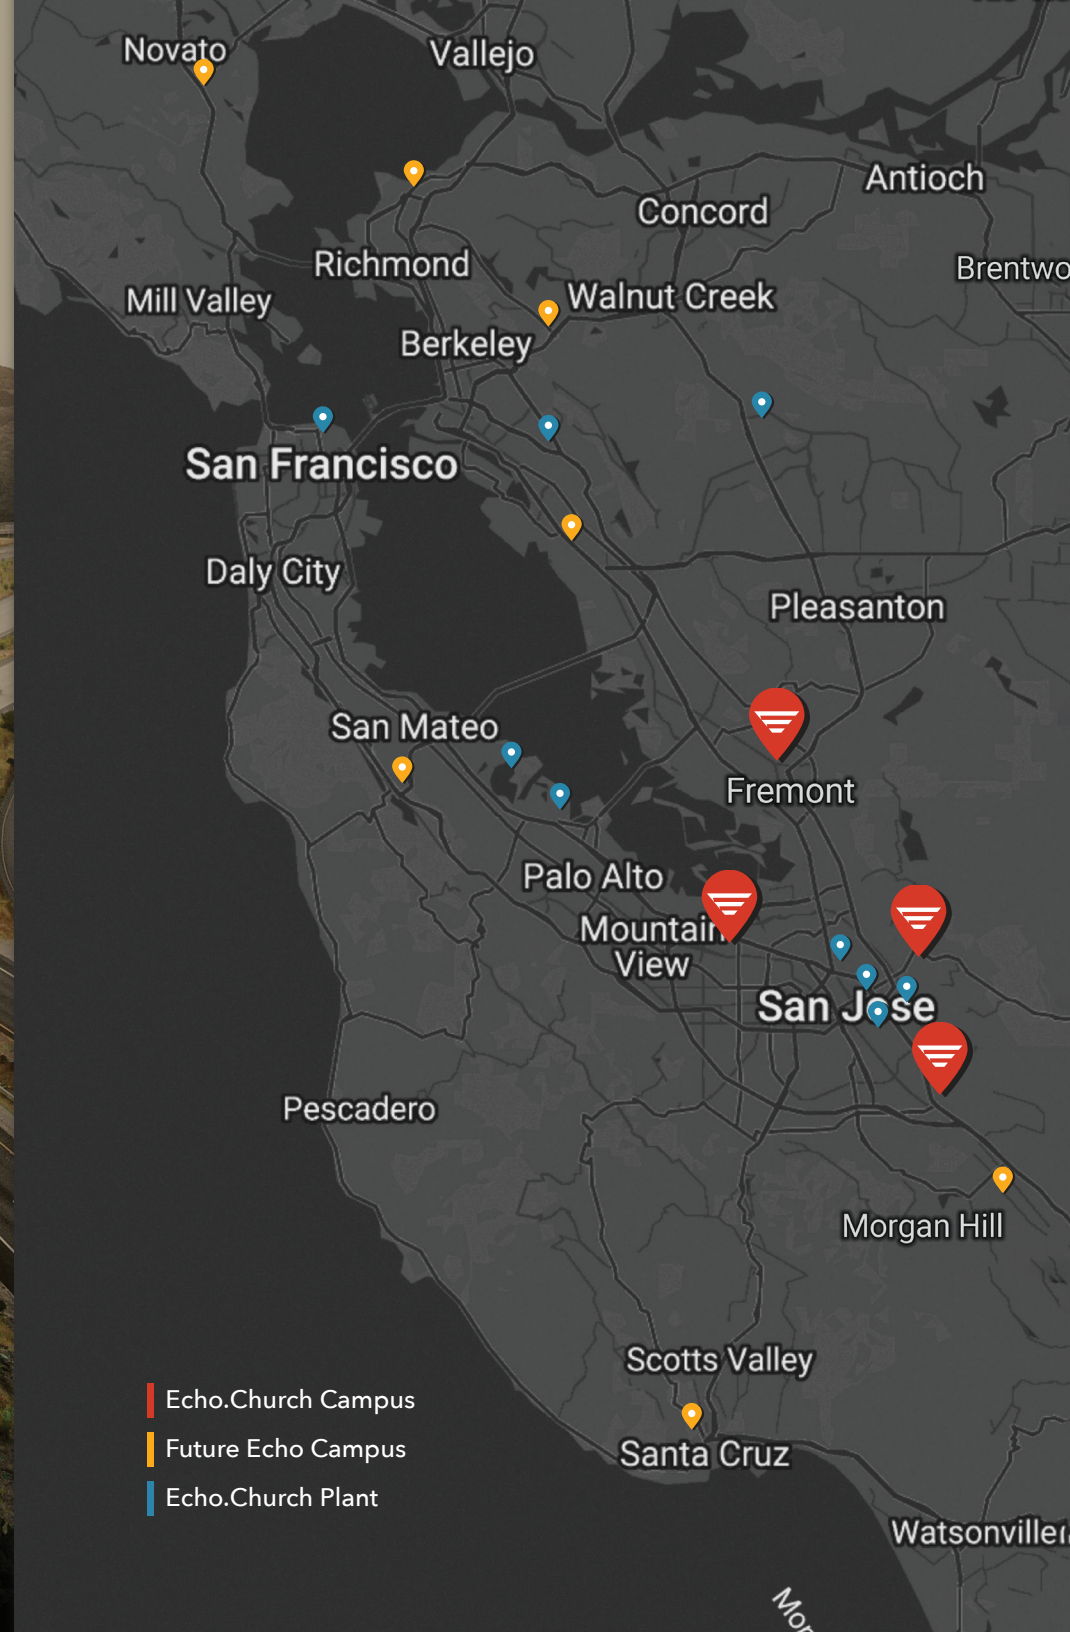 Novato
Vallejo
Antioch
Concord
Richmond
Brentwo
Mill Valley
Walnut Creek
Berkeley
San Francisco
Daly City
Pleasanton
San Mateo
Fremont
Palo Alto
Mountain
View
San Jose
Pescadero
Morgan Hill
Scotts Valley
Echo.Church Campus
Future Echo Campus
Santa Cruz
Echo.Church Plant
Watsonville
Mon